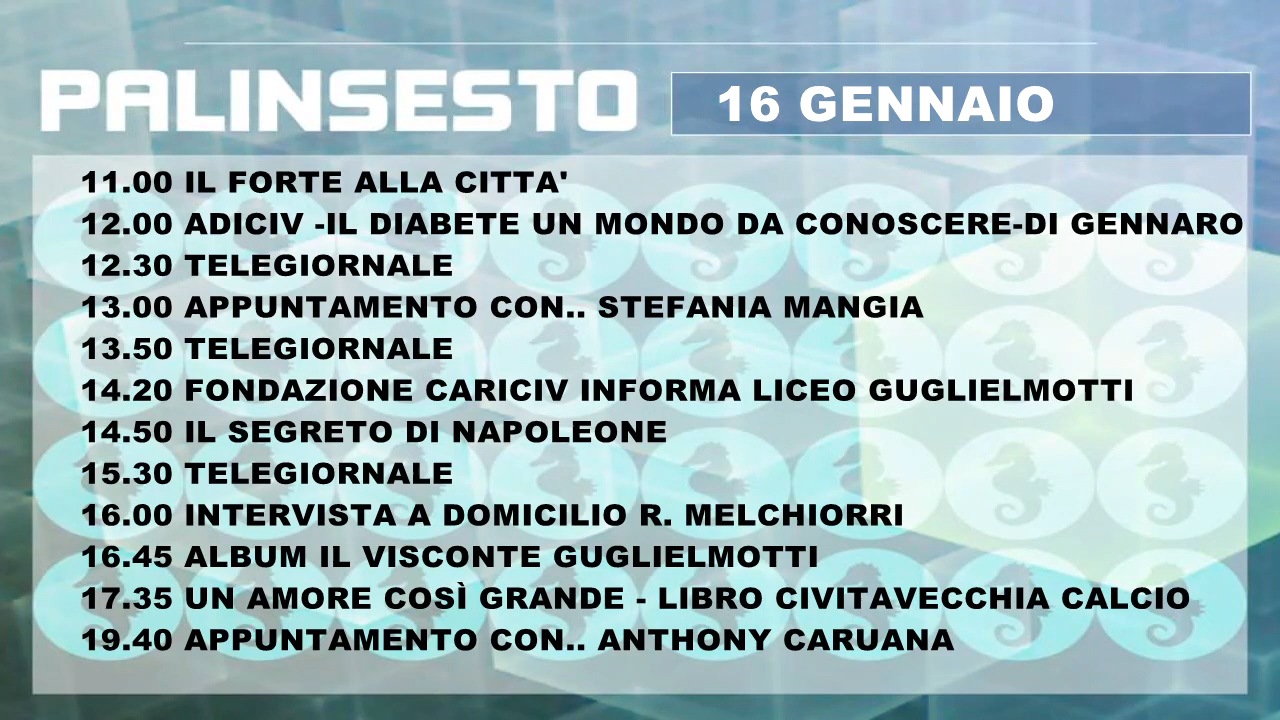 PALINSESTO
16 GENNAIO
11.00 IL FORTE ALLA CITTA'
12.00 ADICIV -IL DIABETE UN MONDO DA CONOSCERE-DI GENNARO
12.30 TELEGIORNALE
13.00 APPUNTAMENTO CON.. STEFANIA MANGIA
13.50 TELEGIORNALE
14.20 FONDAZIONE CARICIV INFORMA LICEO GUGLIELMOTTI
14.50 IL SEGRETO DI NAPOLEONE
15.30 TELEGIORNALE
16.00 INTERVISTA A DOMICILIO R. MELCHIORRI
16.45 ALBUM IL VISCONTE GUGLIELMOTTI
17.35 UN AMORE COSÌ GRANDE - LIBRO CIVITAVECCHIA CALCIO
19.40 APPUNTAMENTO CON.. ANTHONY CARUANA